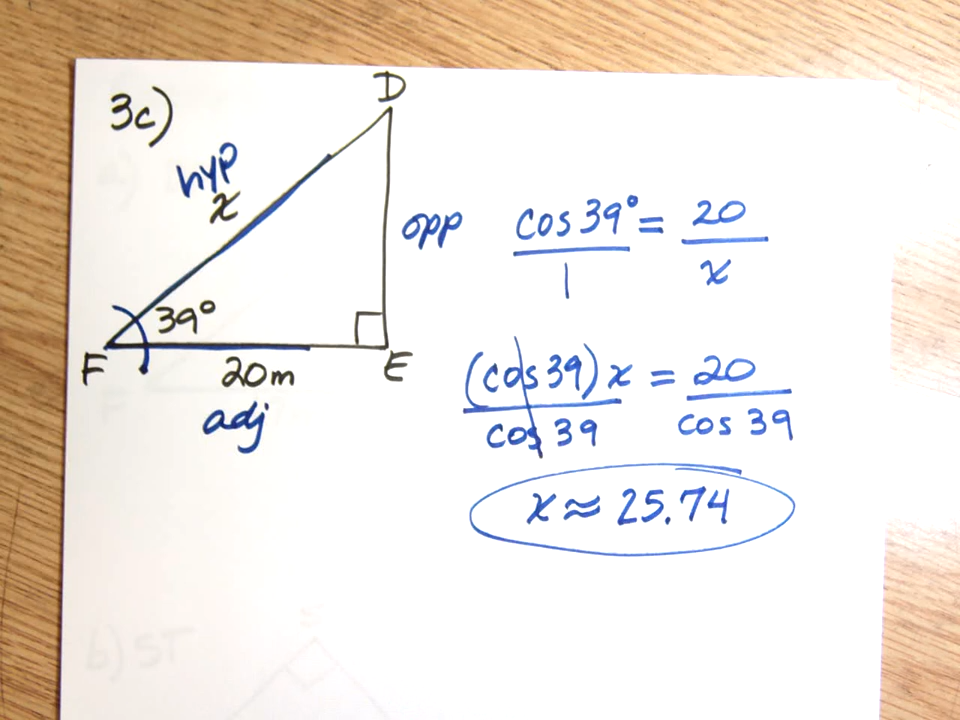 3c)
D
hyp
x
opp
39°
F
20m
E
adj
cos 39° = 20
1 x
(cos 39) x = 20
cos 39 cos 39
x ≈ 25.74
b) ST